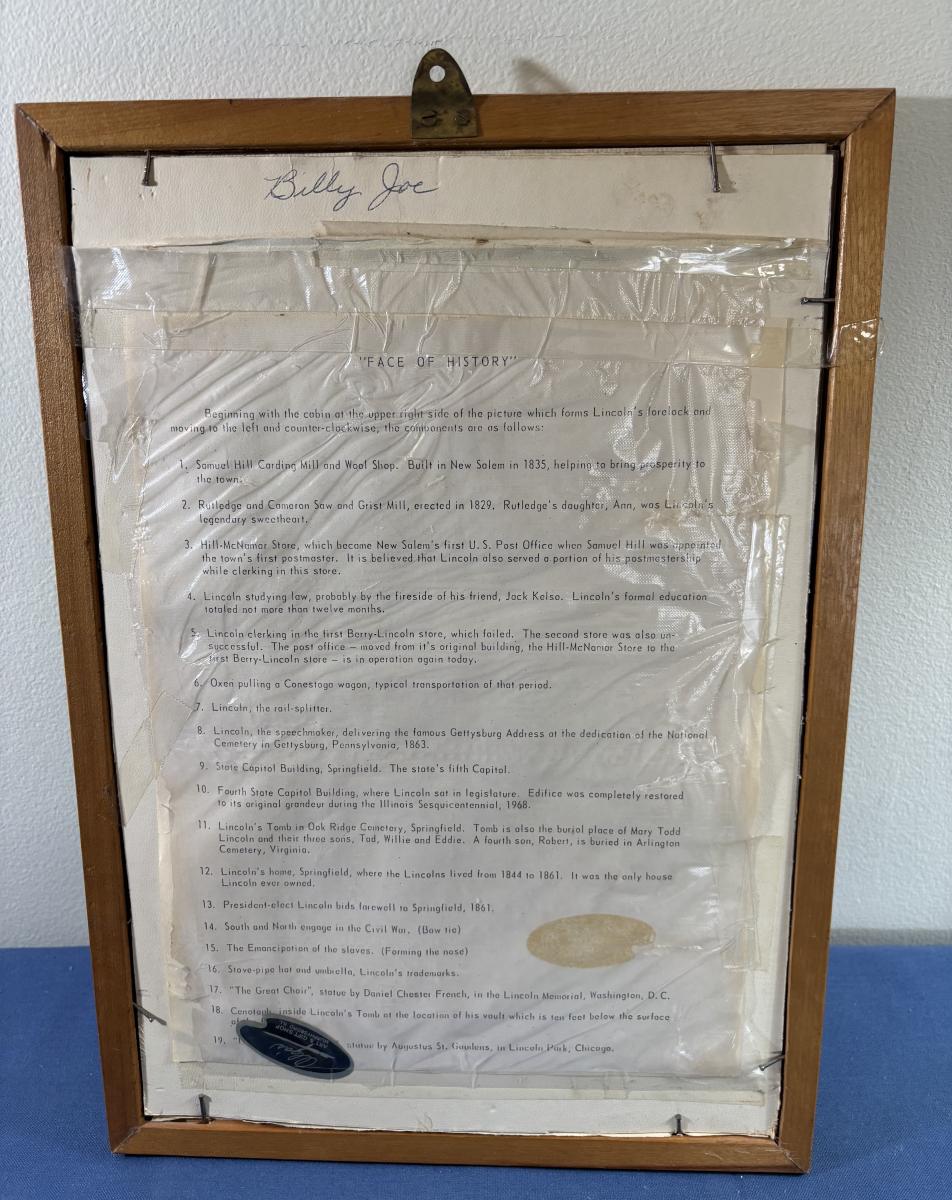 Billy Joe
"FACE OF HISTORY"
Beginning with the cabin at the upper right side of the picture which forms Lincoln's forelock and
moving to the left and counter-clockwise, the components are as follows:
1. Samuel Hill Carding Mill and Wool Shop. Built in New Salem in 1835, helping to bring prosperity to
the town.
2. Rutledge and Cameron Saw and Grist Mill, erected in 1829. Rutledge's daughter, Ann, was Lincoln's
legendary sweetheart.
3. Hill-McNamar Store, which became New Salem's first U.S. Post Office when Samuel Hill was appointed
the town's first postmaster. It is believed that Lincoln also served a portion of his postmastership
while clerking in this store.
4. Lincoln studying law, probably by the fireside of his friend, Jack Kelso. Lincoln's formal education
totaled not more than twelve months.
5. Lincoln clerking in the first Berry-Lincoln store, which failed. The second store was also un-
successful. The post office – moved from it's original building, the Hill-McNamar Store to the
first Berry-Lincoln store – is in operation again today.
6. Oxen pulling a Conestoga wagon, typical transportation of that period.
7. Lincoln, the rail-splitter.
8. Lincoln, the speechmaker, delivering the famous Gettysburg Address at the dedication of the National
Cemetery in Gettysburg, Pennsylvania, 1863.
9. State Capitol Building, Springfield. The state's fifth Capitol.
10. Fourth State Capitol Building, where Lincoln sat in legislature. Edifice was completely restored
to its original grandeur during the Illinois Sesquicentennial, 1968.
11. Lincoln's Tomb in Oak Ridge Cemetery, Springfield. Tomb is also the burial place of Mary Todd
Lincoln and their three sons, Tad, Willie and Eddie. A fourth son, Robert, is buried in Arlington
Cemetery, Virginia.
12. Lincoln's home, Springfield, where the Lincolns lived from 1844 to 1861. It was the only house
Lincoln ever owned.
13. President-elect Lincoln bids farewell to Springfield, 1861.
14. South and North engage in the Civil War. (Bow tie)
15. The Emancipation of the slaves. (Forming the nose)
16. Stove-pipe hat and umbrella, Lincoln's trademarks.
17. "The Great Chair", statue by Daniel Chester French, in the Lincoln Memorial, Washington, D.C.
18. Cenotaph inside Lincoln's Tomb at the location of his vault which is ten feet below the surface
19. statue by Augustus St. Gaudens, in Lincoln Park, Chicago.
ART & GIFT SHOP